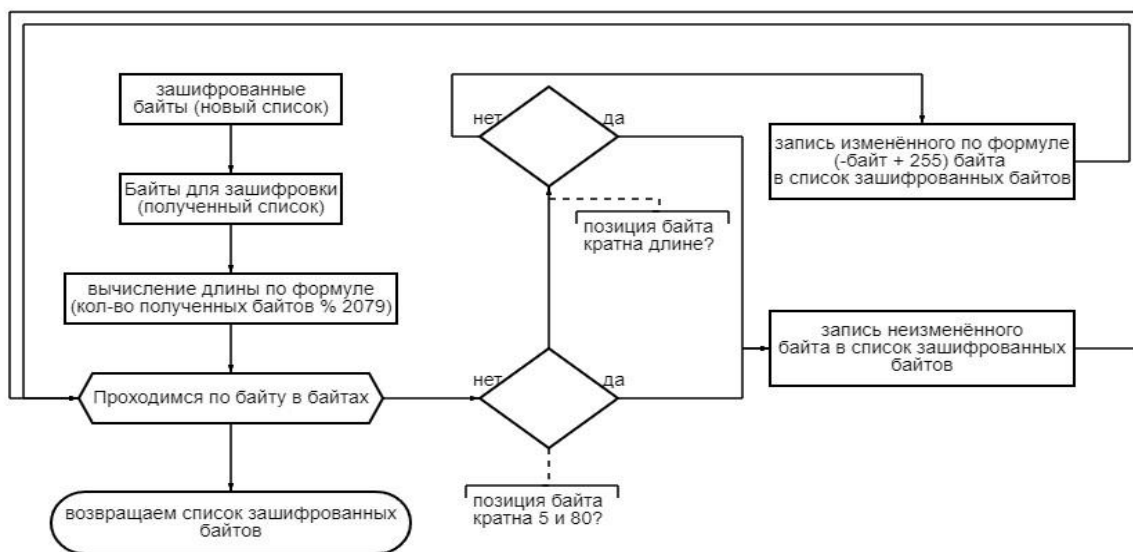 зашифрованные
байты (новый список)
Байты для зашифровки
(полученный список)
вычисление длины по формуле
(кол-во полученных байтов % 2079)
Проходимся по байту в байтах
возвращаем список зашифрованных
байтов
нет
да
позиция байта
кратна длине?
нет
да
позиция байта
кратна 5 и 80?
запись изменённого по формуле
(-байт + 255) байта
в список зашифрованных байтов
запись неизменённого
байта в список зашифрованных
байтов